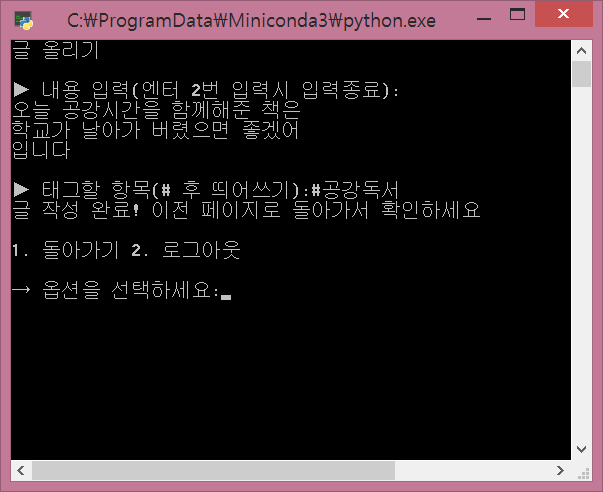 C:₩ProgramData₩Miniconda3₩python.exe
글 올리기
▶ 내용 입력(엔터 2번 입력시 입력종료):
오늘 공강시간을 함께해준 책은
학교가 날아가 버렸으면 좋겠어
입니다
▶ 태그할 항목(# 후 띄어쓰기):#공강독서
글 작성 완료! 이전 페이지로 돌아가서 확인하세요
1. 돌아가기 2. 로그아웃
→ 옵션을 선택하세요: